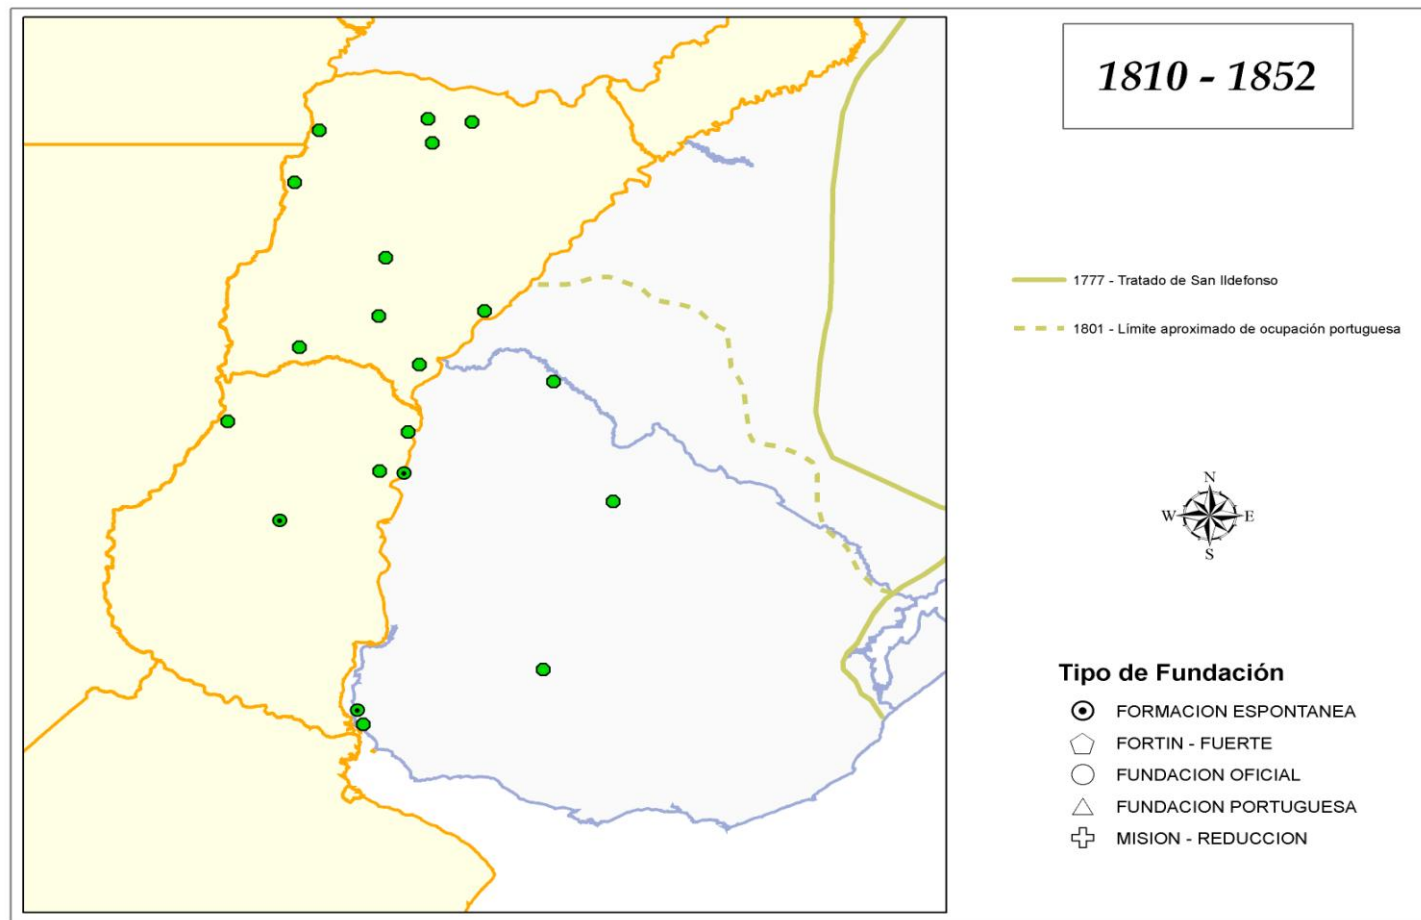 1810 - 1852
1777 - Tratado de San Ildefonso
1801 - Límite aproximado de ocupación portuguesa
N
W E
S
Tipo de Fundación
FORMACION ESPONTANEA
FORTIN - FUERTE
FUNDACION OFICIAL
FUNDACION PORTUGUESA
MISION - REDUCCION